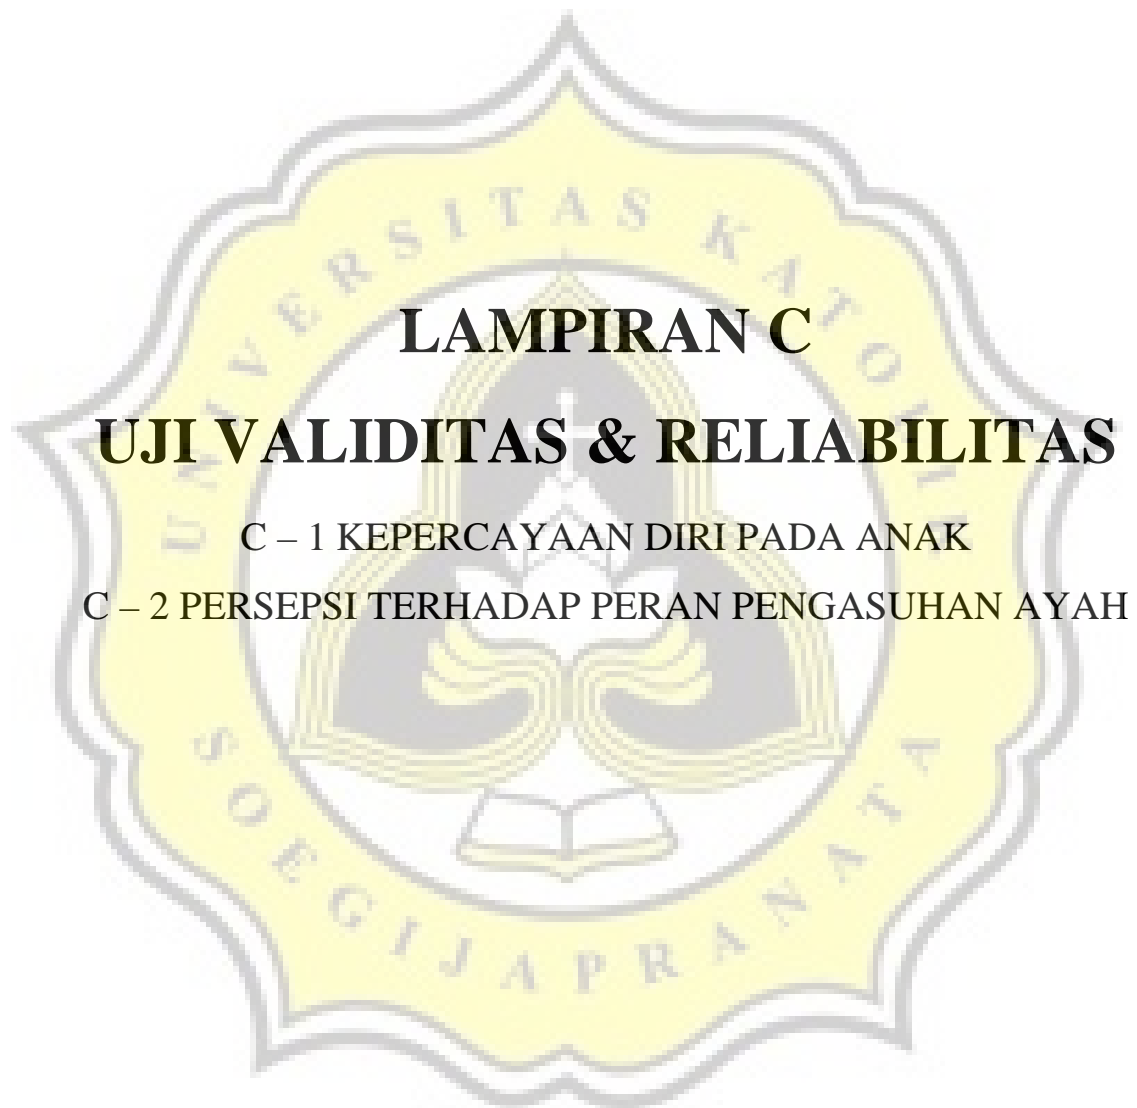 UNIVERSITAS KATOLIK
LAMPIRAN C
UJI VALIDITAS & RELIABILITAS
C – 1 KEPERCAYAAN DIRI PADA ANAK
C – 2 PERSEPSI TERHADAP PERAN PENGASUHAN AYAH
SOEGIJAPRANATA